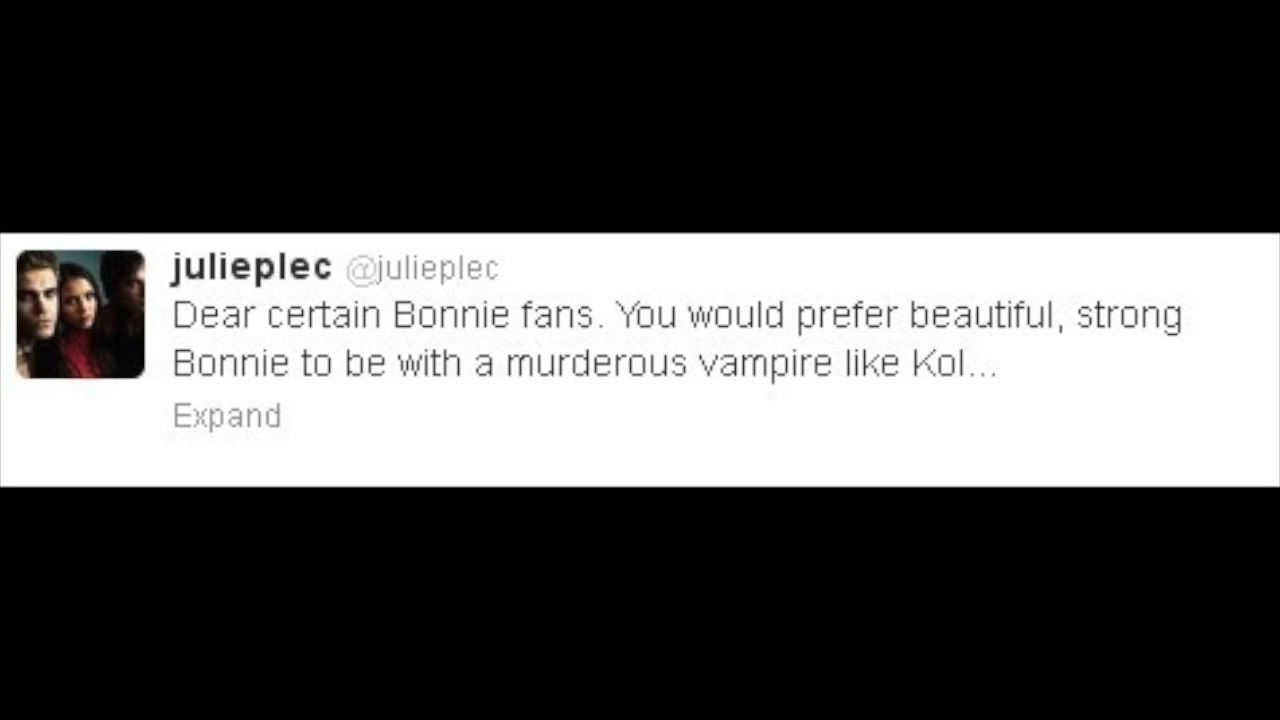 julieplec @julieplec
Dear certain Bonnie fans. You would prefer beautiful, strong
Bonnie to be with a murderous vampire like Kol...
Expand